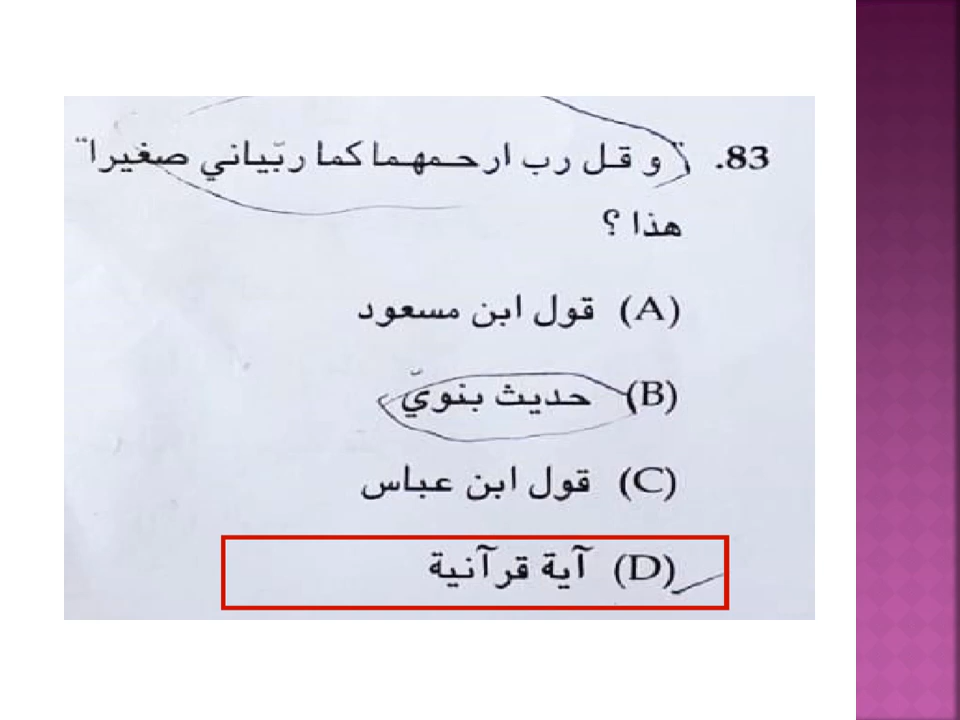 83. "و قل رب ارحمهما كما ربّياني صغيرا"
هذا ؟
(A) قول ابن مسعود
(B) حديث بنويّ
(C) قول ابن عباس
(D) آية قرآنية